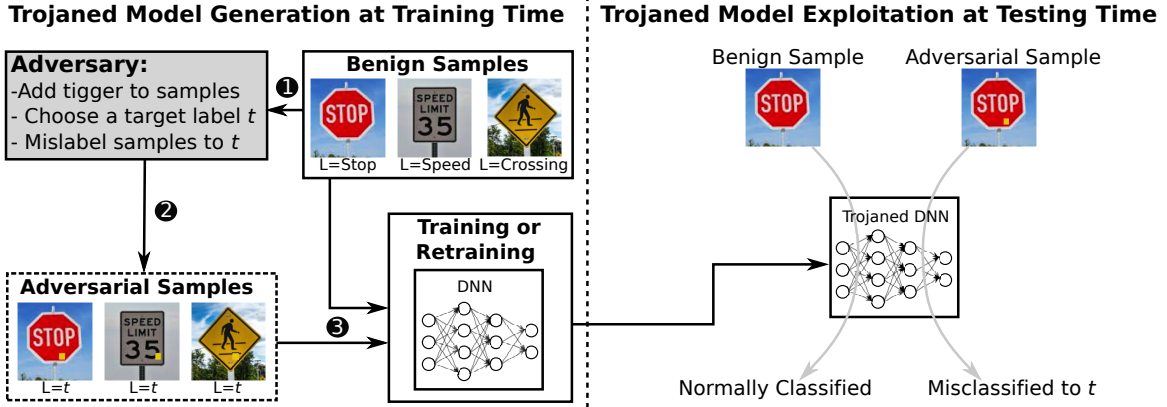 Trojaned Model Generation at Training Time
Adversary:
-Add tigger to samples
- Choose a target label t
- Mislabel samples to t
1
Benign Samples
STOP
SPEED
LIMIT
35
L=Stop
L=Speed
L=Crossing
2
Adversarial Samples
STOP
SPEED
LIMIT
35
L=t
L=t
L=t
3
Training or
Retraining
DNN
Trojaned Model Exploitation at Testing Time
Benign Sample
Adversarial Sample
STOP
STOP
Trojaned DNN
Normally Classified
Misclassified to t